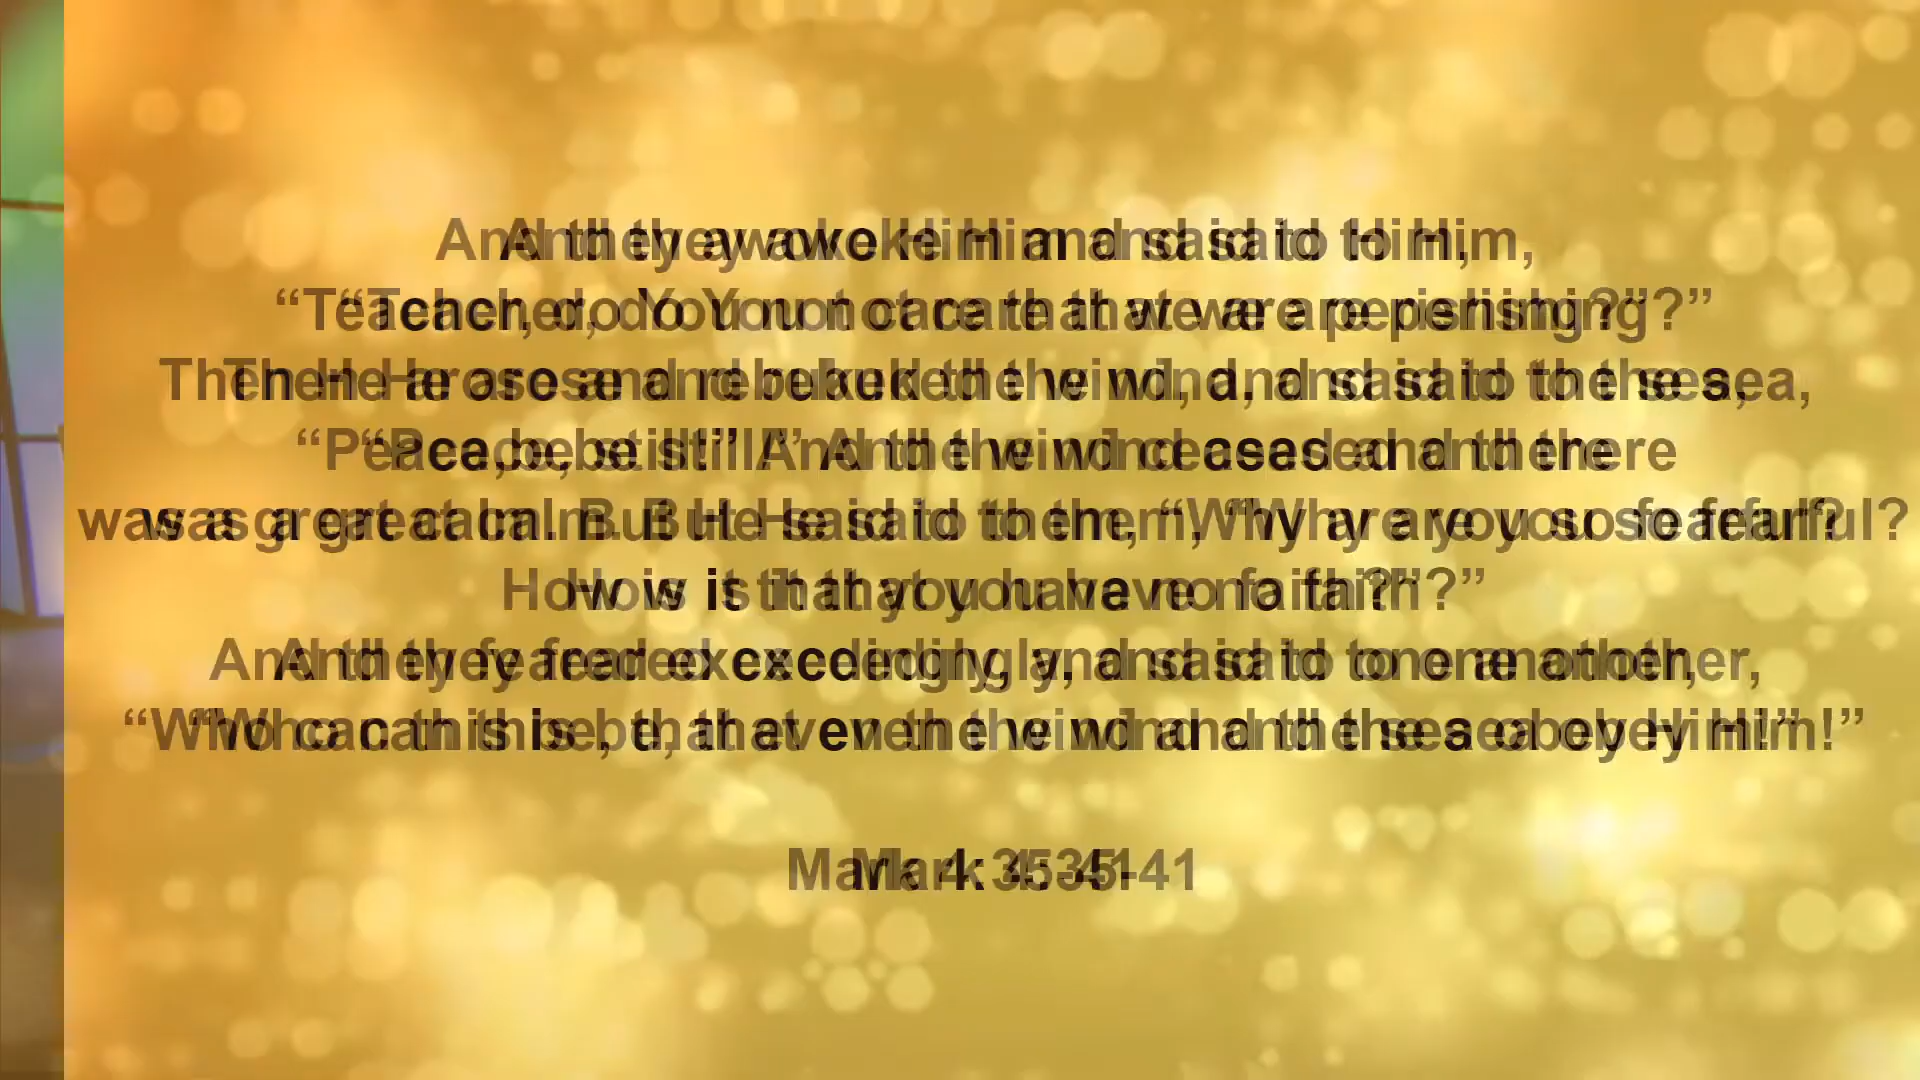 And they awoke Him and said to Him,
“Teacher, do You not care that we are perishing?”
Then He arose and rebuked the wind, and said to the sea,
“Peace, be still!” And the wind ceased and there
was a great calm. But He said to them, “Why are you so fearful?
How is it that you have no faith?”
And they feared exceedingly, and said to one another,
“Who can this be, that even the wind and the sea obey Him!”
Mark 4: 35-41